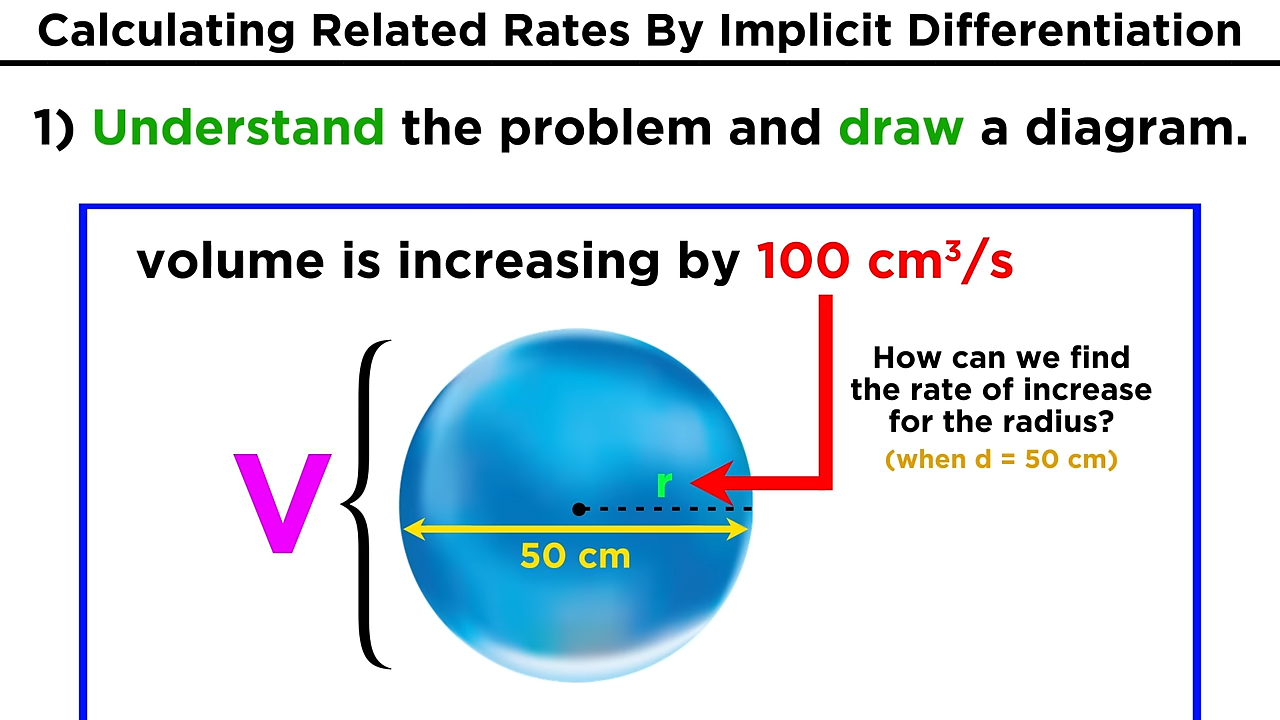 Calculating Related Rates By Implicit Differentiation
1) Understand the problem and draw a diagram.
volume is increasing by 100 cm³/s
How can we find
the rate of increase
for the radius?
(when d = 50 cm)
V
r
50 cm